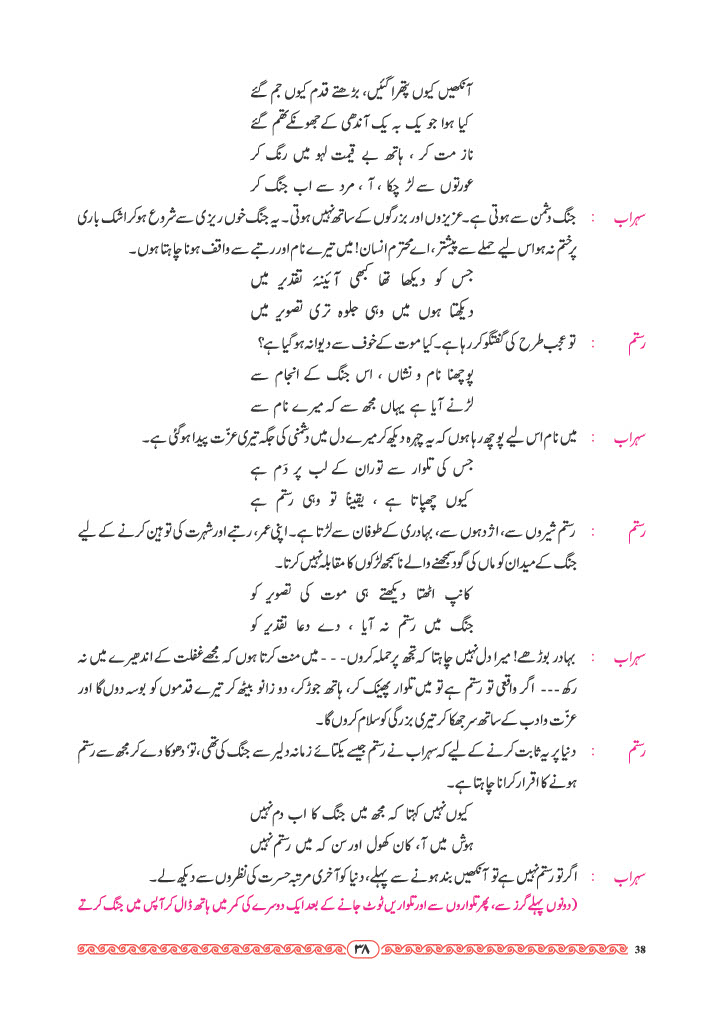 آنکھیں کیوں پتھرا گئیں، بڑھتے قدم کیوں جم گئے
کیا ہوا جو یک بہ یک آندھی کے جھونکے تھم گئے
ناز مت کر ، ہاتھ بے قیمت لہو میں رنگ کر
عورتوں سے لڑ چکا ، آ ، مرد سے اب جنگ کر
سہراب : جنگ دشمن سے ہوتی ہے۔ عزیزوں اور بزرگوں کے ساتھ نہیں ہوتی۔ یہ جنگ خوں ریزی سے شروع ہوکر اشک باری
پر ختم نہ ہو اس لیے حملے سے پیشتر، اے محترم انسان! میں تیرے نام اور رتبے سے واقف ہونا چاہتا ہوں۔
جس کو دیکھا تھا کبھی آئینۂ تقدیر میں
دیکھتا ہوں میں وہی جلوہ تری تصویر میں
رستم : تو عجب طرح کی گفتگو کر رہا ہے۔ کیا موت کے خوف سے دیوانہ ہوگیا ہے؟
پوچھنا نام و نشاں ، اس جنگ کے انجام سے
لڑنے آیا ہے یہاں مجھ سے کہ میرے نام سے
سہراب : میں نام اس لیے پوچھ رہا ہوں کہ یہ چہرہ دیکھ کر میرے دل میں دشمنی کی جگہ تیری عزّت پیدا ہوگئی ہے۔
جس کی تلوار سے توران کے لب پر دَم ہے
کیوں چھپاتا ہے ، یقیناً تو وہی رستم ہے
رستم : رستم شیروں سے، اژدہوں سے، بہادری کے طوفان سے لڑتا ہے۔ اپنی عمر، رتبے اور شہرت کی توہین کرنے کے لیے
جنگ کے میدان کو ماں کی گود سمجھنے والے ناسمجھ لڑکوں کا مقابلہ نہیں کرتا۔
کانپ اٹھتا دیکھتے ہی موت کی تصویر کو
جنگ میں رستم نہ آیا ، دے دعا تقدیر کو
سہراب : بہادر بوڑھے! میرا دل نہیں چاہتا کہ تجھ پر حملہ کروں۔ - - - میں منت کرتا ہوں کہ مجھے غفلت کے اندھیرے میں نہ
رکھ --- اگر واقعی تو رستم ہے تو میں تلوار پھینک کر، ہاتھ جوڑ کر، دو زانو بیٹھ کر تیرے قدموں کو بوسہ دوں گا اور
عزّت و ادب کے ساتھ سر جھکا کر تیری بزرگی کو سلام کروں گا۔
رستم : دنیا پر یہ ثابت کرنے کے لیے کہ سہراب نے رستم جیسے یکتائے زمانہ دلیر سے جنگ کی تھی، تُو دھوکا دے کر مجھ سے رستم
ہونے کا اقرار کرانا چاہتا ہے۔
کیوں نہیں کہتا کہ مجھ میں جنگ کا اب دم نہیں
ہوش میں آ، کان کھول اور سن کہ میں رستم نہیں
سہراب : اگر تو رستم نہیں ہے تو آنکھیں بند ہونے سے پہلے، دنیا کو آخری مرتبہ حسرت کی نظروں سے دیکھ لے۔
(دونوں پہلے گرز سے، پھر تلواروں سے اور تلواریں ٹوٹ جانے کے بعد ایک دوسرے کی کمر میں ہاتھ ڈال کر آپس میں جنگ کرتے
۳۸ 38